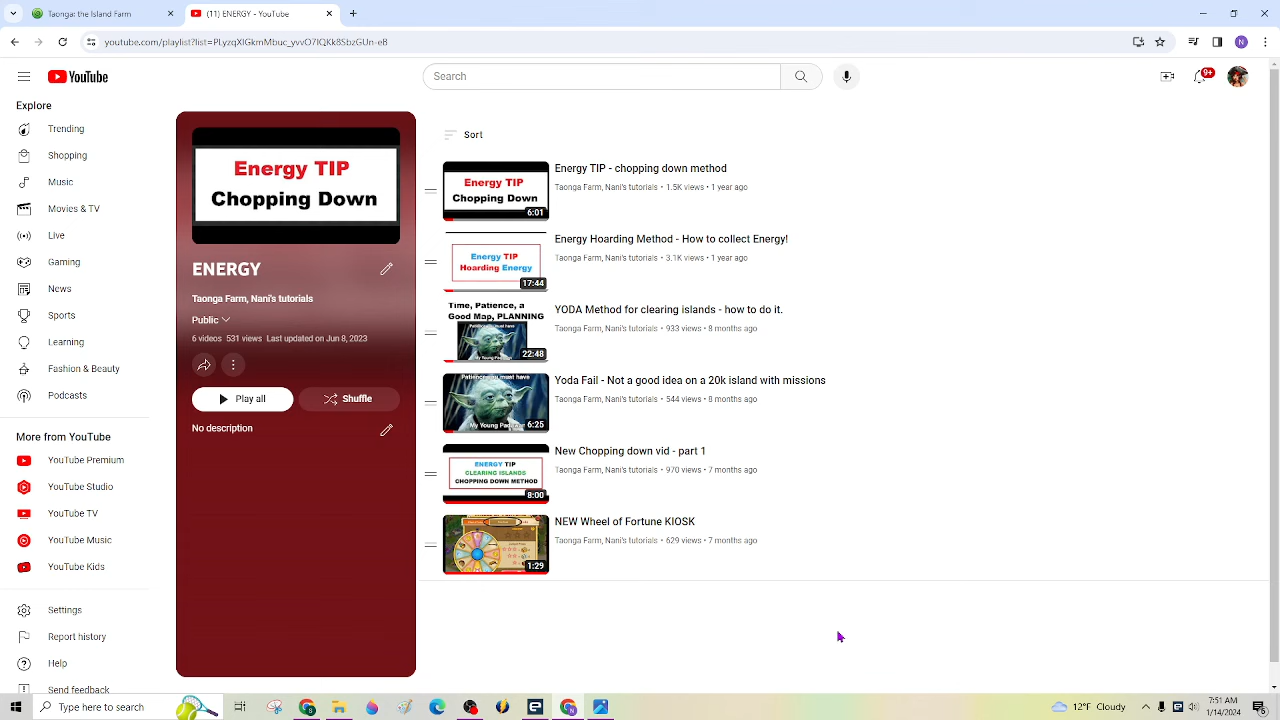 Taonga Island Adventure: Farm
(11) ENERGY - YouTube
youtube.com/playlist?list=PLyzqXIKmMbuc_yvXO7IQKk8SOgUn-eB
YouTube
Search
9+
N
Explore
Trending
Shopping
Music
Movies & TV
Live
Gaming
News
Sports
Learning
Fashion & Beauty
Podcasts
More from YouTube
YouTube Premium
YouTube Studio
YouTube TV
YouTube Music
YouTube Kids
Settings
Report history
Help
Send feedback
Energy TIP
Chopping Down
ENERGY
Taonga Farm, Nani's tutorials
Public
6 videos 531 views Last updated on Jun 8, 2023
Play all
Shuffle
No description
Sort
Energy TIP
Chopping Down
6:01
Energy TIP - chopping down method
Taonga Farm, Nani's tutorials • 1.5K views • 1 year ago
Energy TIP
Hoarding Energy
17:44
Energy Hoarding Method - How to collect Energy!
Taonga Farm, Nani's tutorials • 3.1K views • 1 year ago
Time, Patience, a
Good Map, PLANNING
22:48
YODA Method for clearing islands - how to do it.
Taonga Farm, Nani's tutorials • 933 views • 8 months ago
Patience you must have
My Young Padawan
6:25
Yoda Fail - Not a good idea on a 20k island with missions
Taonga Farm, Nani's tutorials • 544 views • 8 months ago
ENERGY TIP
CLEARING ISLANDS
CHOPPING DOWN METHOD
8:00
New Chopping down vid - part 1
Taonga Farm, Nani's tutorials • 970 views • 7 months ago
1:29
NEW Wheel of Fortune KIOSK
Taonga Farm, Nani's tutorials • 629 views • 7 months ago
Type here to search
12°F Cloudy
7:51 AM
1/14/2024